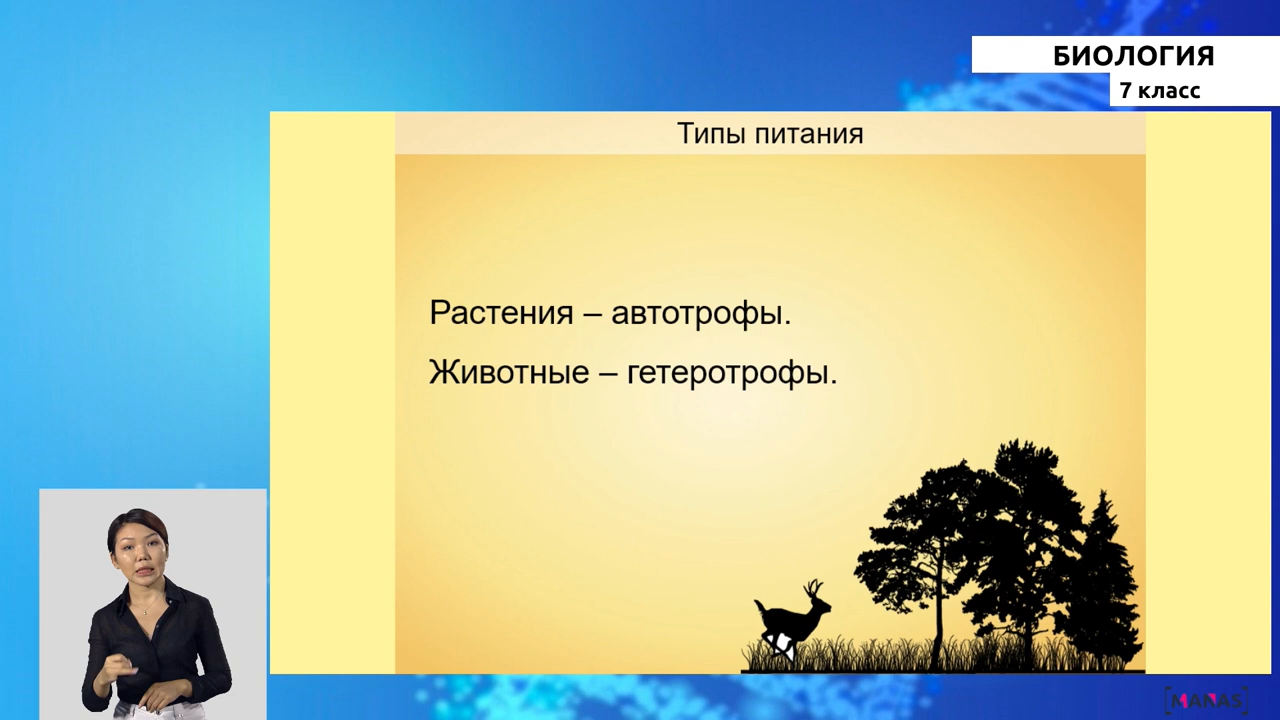 БИОЛОГИЯ
7 класс
Типы питания
Растения – автотрофы.
Животные – гетеротрофы.
[MANAS]